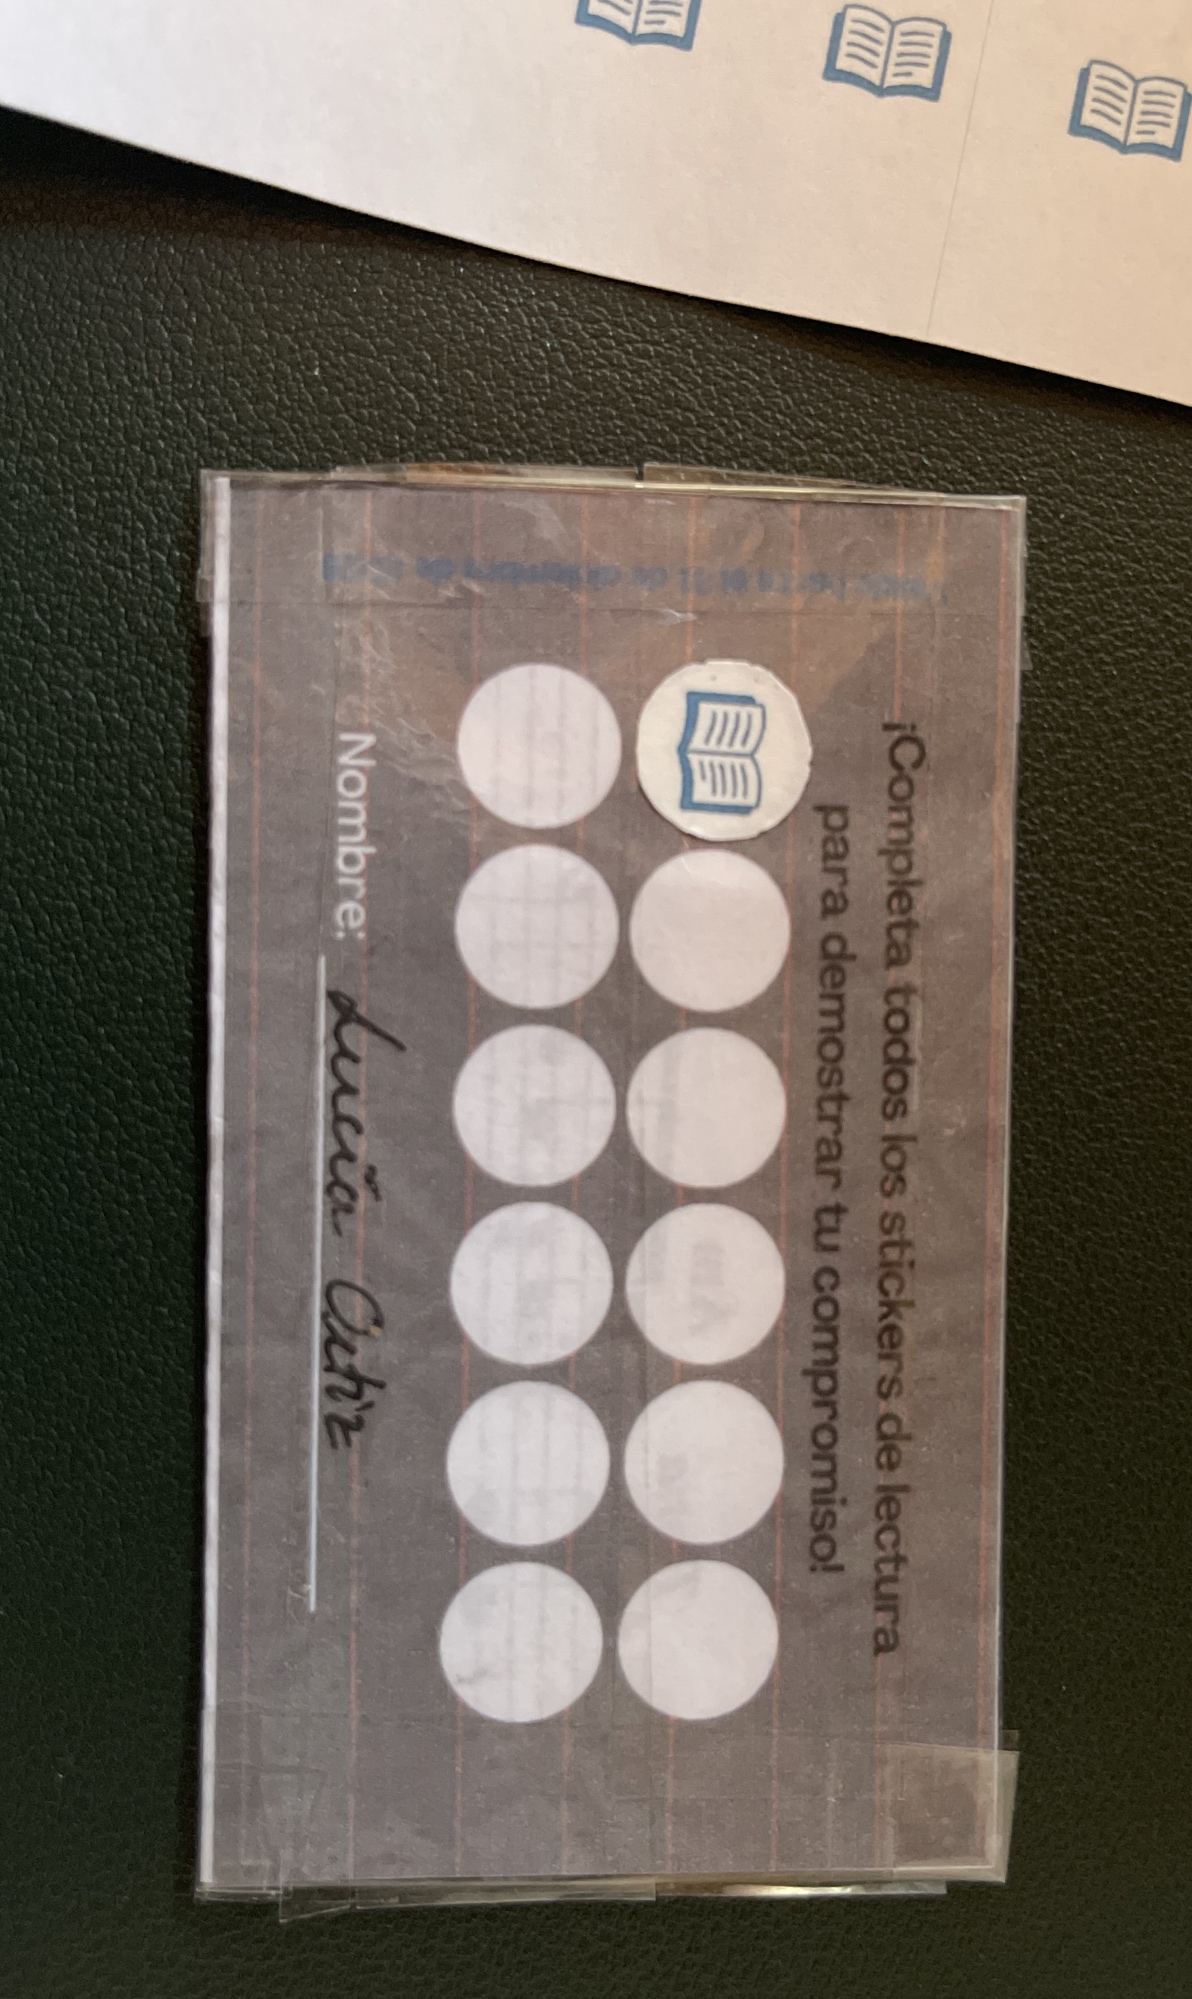 ¡Completa todos los stickers de lectura
para demostrar tu compromiso!
Nombre: Lucía Ortiz